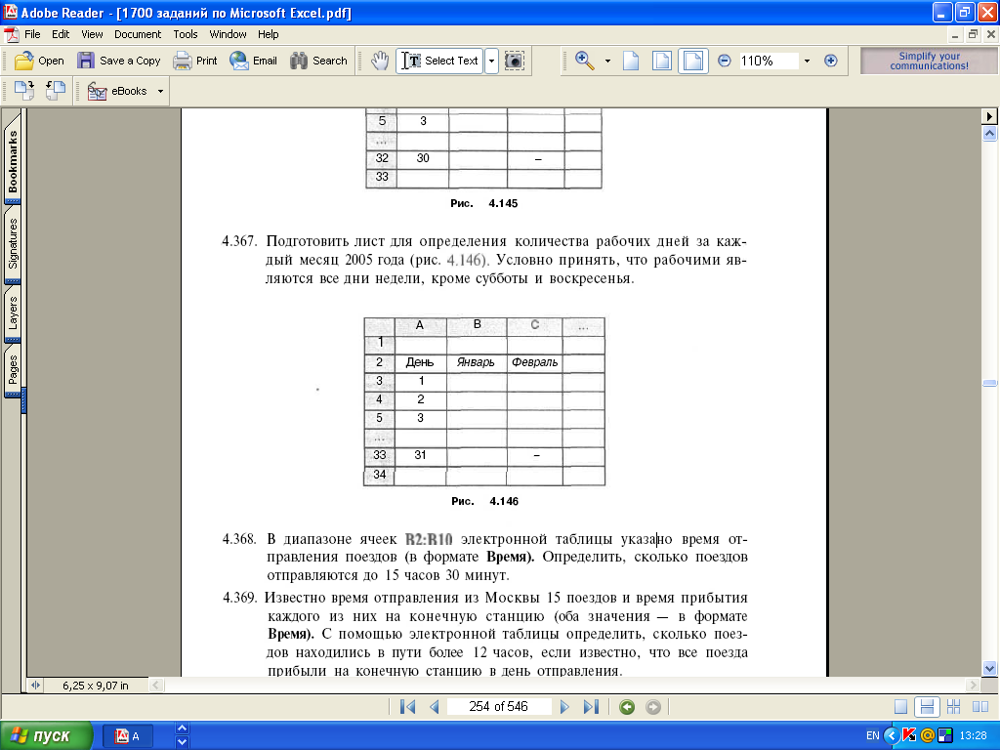 Adobe Reader - [1700 заданий по Microsoft Excel.pdf]
File Edit View Document Tools Window Help
Open Save a Copy Print Email Search Select Text 110% Simplify your communications!
eBooks
Bookmarks
Signatures
Layers
Pages
5 3
...
32 30 –
33
Рис. 4.145
4.367. Подготовить лист для определения количества рабочих дней за каж-
дый месяц 2005 года (рис. 4.146). Условно принять, что рабочими яв-
ляются все дни недели, кроме субботы и воскресенья.
A B C ...
1
2 День Январь Февраль
3 1
4 2
5 3
...
33 31 –
34
Рис. 4.146
4.368. В диапазоне ячеек B2:B10 электронной таблицы указано время от-
правления поездов (в формате Время). Определить, сколько поездов
отправляются до 15 часов 30 минут.
4.369. Известно время отправления из Москвы 15 поездов и время прибытия
каждого из них на конечную станцию (оба значения — в формате
Время). С помощью электронной таблицы определить, сколько поез-
дов находились в пути более 12 часов, если известно, что все поезда
прибыли на конечную станцию в день отправления.
6,25 x 9,07 in
254 of 546
пуск A EN 13:28